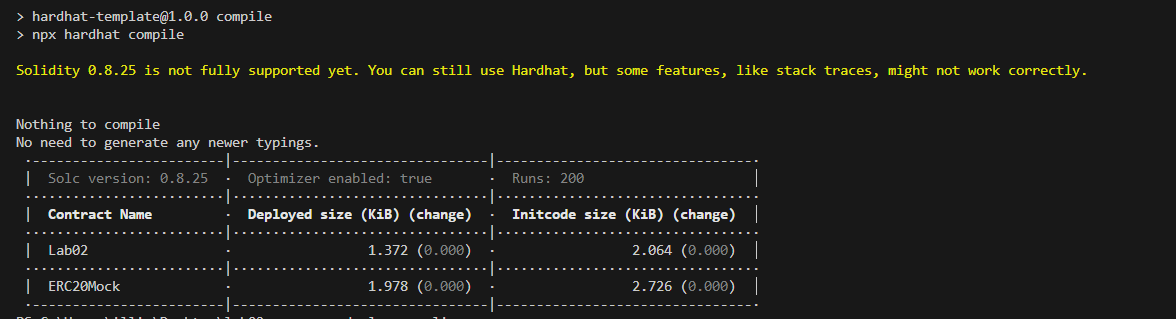 > hardhat-template@1.0.0 compile
> npx hardhat compile
Solidity 0.8.25 is not fully supported yet. You can still use Hardhat, but some features, like stack traces, might not work correctly.
Nothing to compile
No need to generate any newer typings.
| Solc version: 0.8.25 · Optimizer enabled: true · Runs: 200 |
| Contract Name · Deployed size (KiB) (change) · Initcode size (KiB) (change) |
| Lab02 · 1.372 (0.000) · 2.064 (0.000) |
| ERC20Mock · 1.978 (0.000) · 2.726 (0.000) |